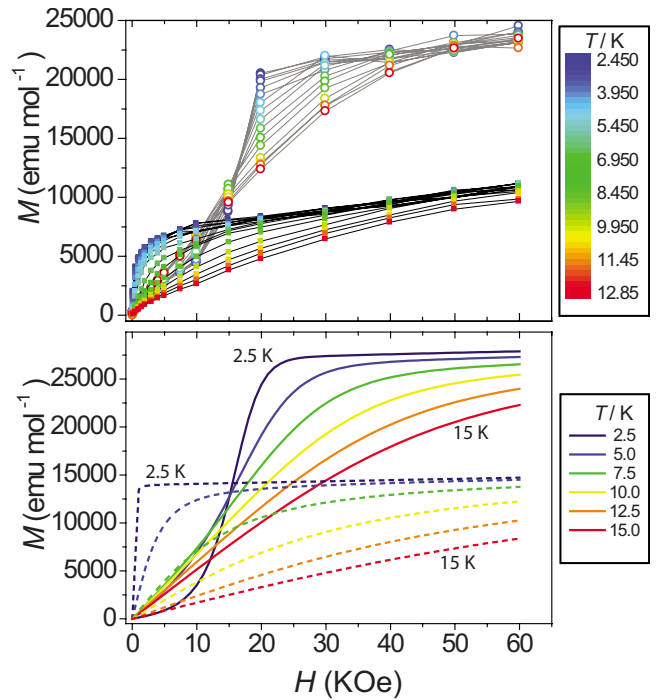 25000
20000
15000
10000
5000
0
M (emu mol⁻¹)
T / K
2.450
3.950
5.450
6.950
8.450
9.950
11.45
12.85
25000
20000
15000
10000
5000
0
M (emu mol⁻¹)
2.5 K
15 K
2.5 K
15 K
0 10 20 30 40 50 60
H (KOe)
T / K
2.5
5.0
7.5
10.0
12.5
15.0